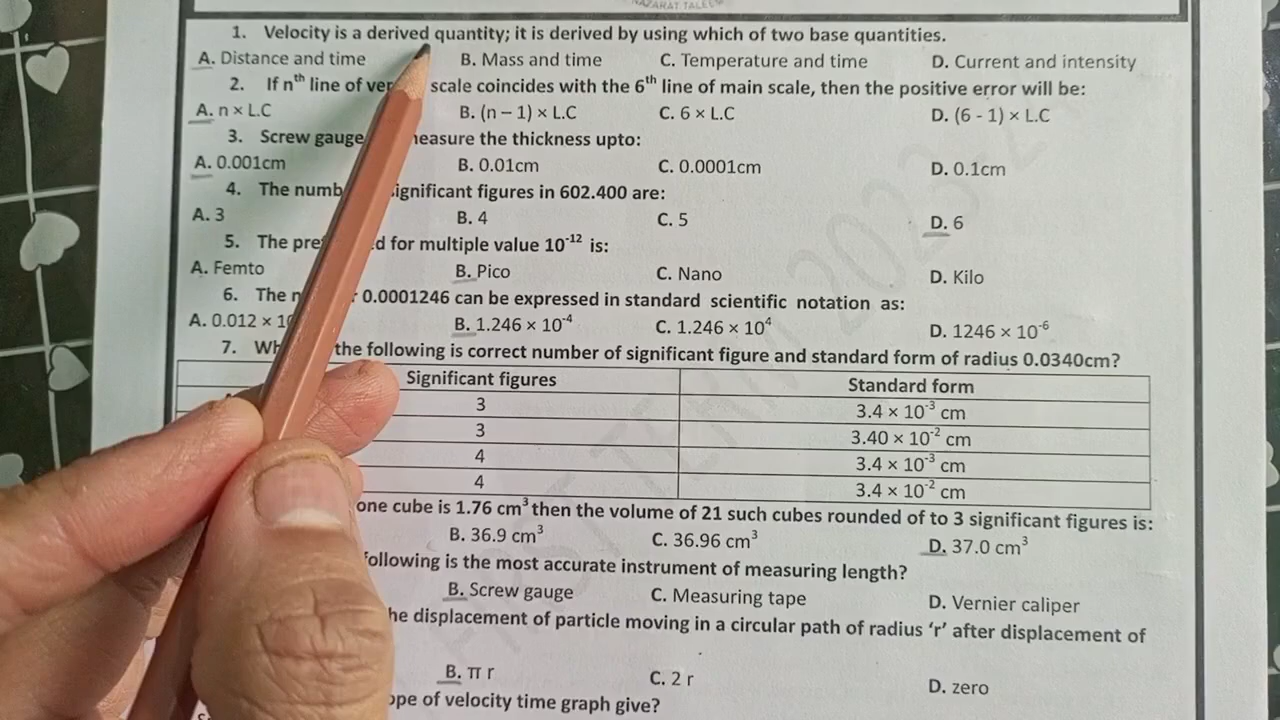 NAZARAT TALEEM
1. Velocity is a derived quantity; it is derived by using which of two base quantities.
A. Distance and time B. Mass and time C. Temperature and time D. Current and intensity
2. If nth line of ver scale coincides with the 6th line of main scale, then the positive error will be:
A. n × L.C B. (n – 1) × L.C C. 6 × L.C D. (6 - 1) × L.C
3. Screw gauge measure the thickness upto:
A. 0.001cm B. 0.01cm C. 0.0001cm D. 0.1cm
4. The numb significant figures in 602.400 are:
A. 3 B. 4 C. 5 D. 6
5. The pre d for multiple value 10-12 is:
A. Femto B. Pico C. Nano D. Kilo
6. The n r 0.0001246 can be expressed in standard scientific notation as:
A. 0.012 × 10 B. 1.246 × 10-4 C. 1.246 × 104 D. 1246 × 10-6
7. Wh the following is correct number of significant figure and standard form of radius 0.0340cm?
Significant figures Standard form
3 3.4 × 10-3 cm
3 3.40 × 10-2 cm
4 3.4 × 10-3 cm
4 3.4 × 10-2 cm
one cube is 1.76 cm3 then the volume of 21 such cubes rounded of to 3 significant figures is:
B. 36.9 cm3 C. 36.96 cm3 D. 37.0 cm3
following is the most accurate instrument of measuring length?
B. Screw gauge C. Measuring tape D. Vernier caliper
he displacement of particle moving in a circular path of radius ‘r’ after displacement of
B. π r C. 2 r D. zero
ope of velocity time graph give?